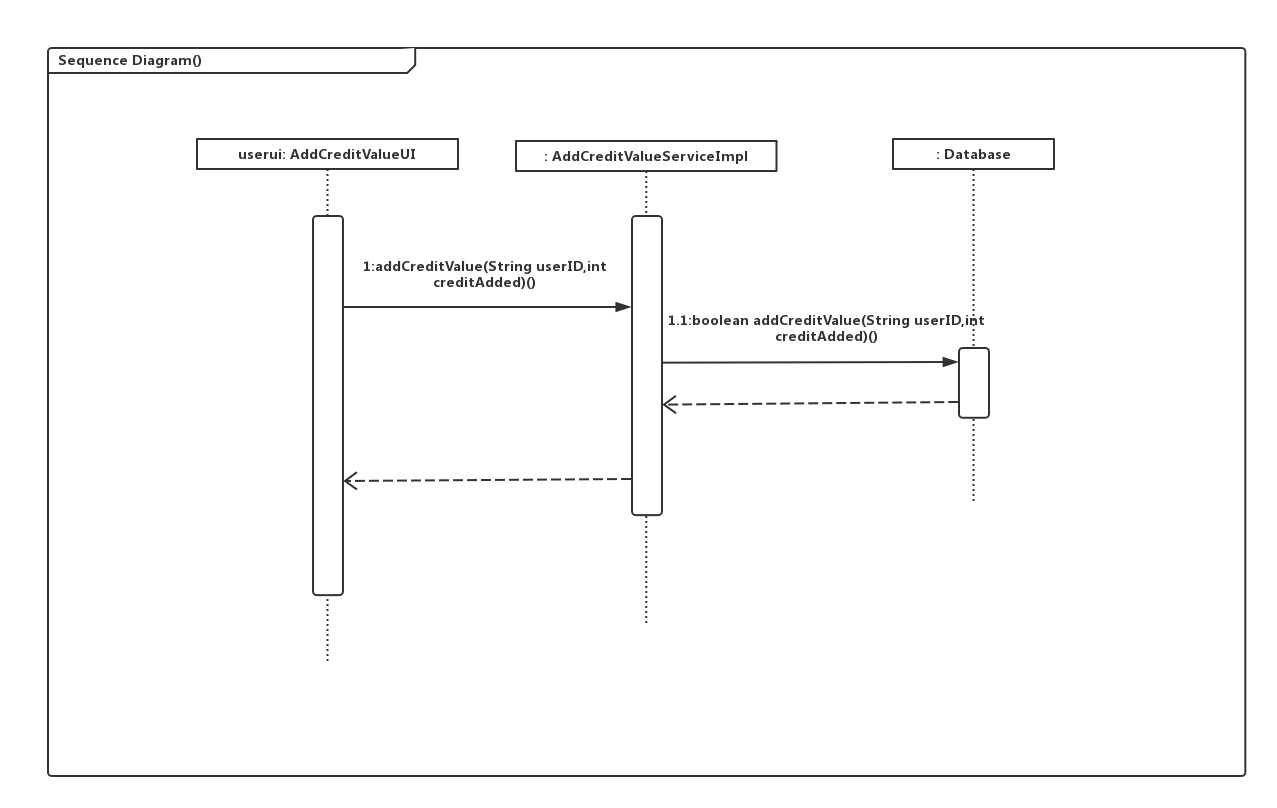 Sequence Diagram()
userui: AddCreditValueUI
: AddCreditValueServiceImpl
: Database
1:addCreditValue(String userID,int
creditAdded)()
1.1:boolean addCreditValue(String userID,int
creditAdded)()